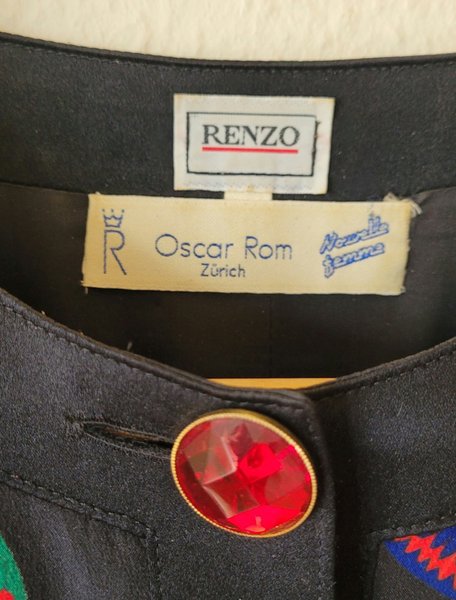 RENZO
R
Oscar Rom
Zürich
Nouvelle
femme